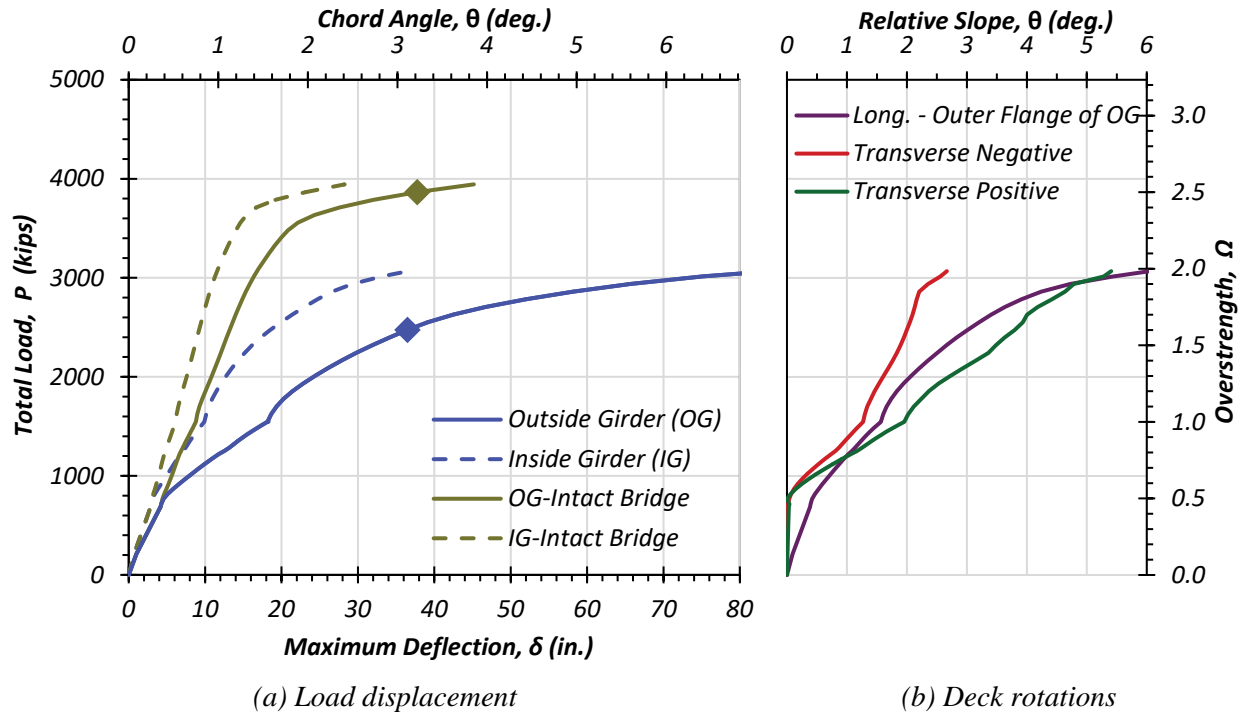 Chord Angle, θ (deg.)
0 1 2 3 4 5 6
5000
4000
3000
2000
1000
0
Total Load, P (kips)
Outside Girder (OG)
Inside Girder (IG)
OG-Intact Bridge
IG-Intact Bridge
0 10 20 30 40 50 60 70 80
Maximum Deflection, δ (in.)
(a) Load displacement
Relative Slope, θ (deg.)
0 1 2 3 4 5 6
Long. - Outer Flange of OG
Transverse Negative
Transverse Positive
3.0
2.5
2.0
1.5
1.0
0.5
0.0
Overstrength, Ω
(b) Deck rotations